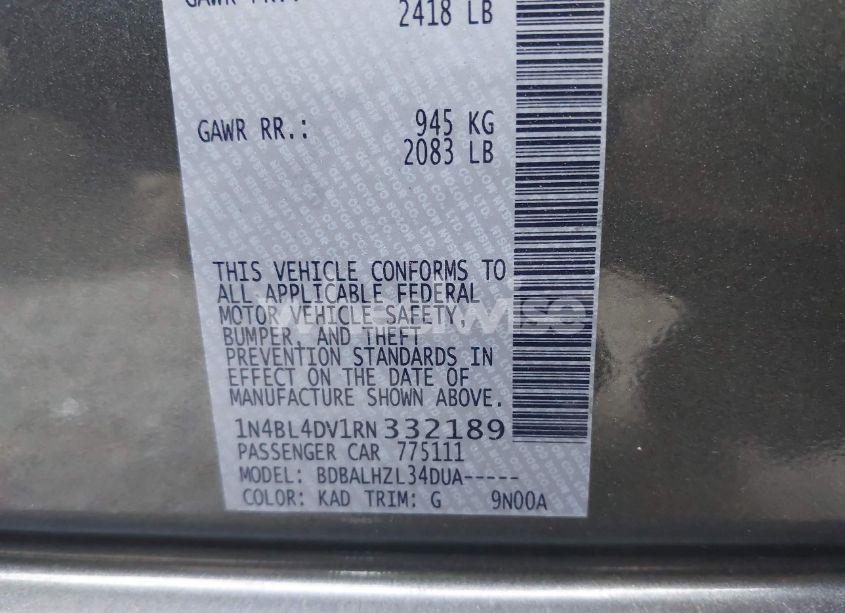 GAWR FR.:
2418 LB
GAWR RR.: 945 KG
2083 LB
THIS VEHICLE CONFORMS TO
ALL APPLICABLE FEDERAL
MOTOR VEHICLE SAFETY,
BUMPER, AND THEFT
PREVENTION STANDARDS IN
EFFECT ON THE DATE OF
MANUFACTURE SHOWN ABOVE.
1N4BL4DV1RN332189
PASSENGER CAR 775111
MODEL: BDBALHZL34DUA-----
COLOR: KAD TRIM: G 9N00A